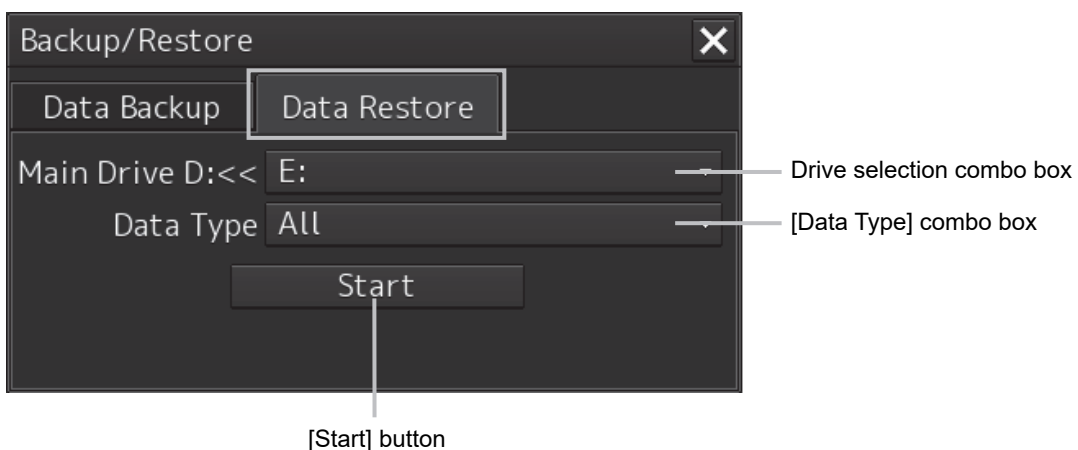 Backup/Restore
Data Backup
Data Restore
Main Drive D:<< E:
Drive selection combo box
Data Type All
[Data Type] combo box
Start
[Start] button